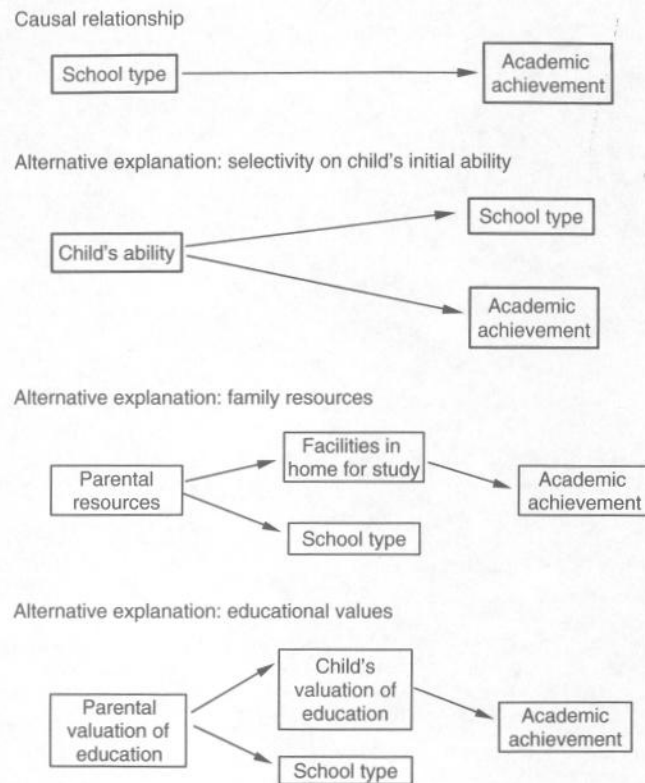 Causal relationship
School type
Academic
achievement
Alternative explanation: selectivity on child's initial ability
School type
Child's ability
Academic
achievement
Alternative explanation: family resources
Facilities in
home for study
Parental
resources
Academic
achievement
School type
Alternative explanation: educational values
Child's
valuation of
education
Parental
valuation of
education
Academic
achievement
School type